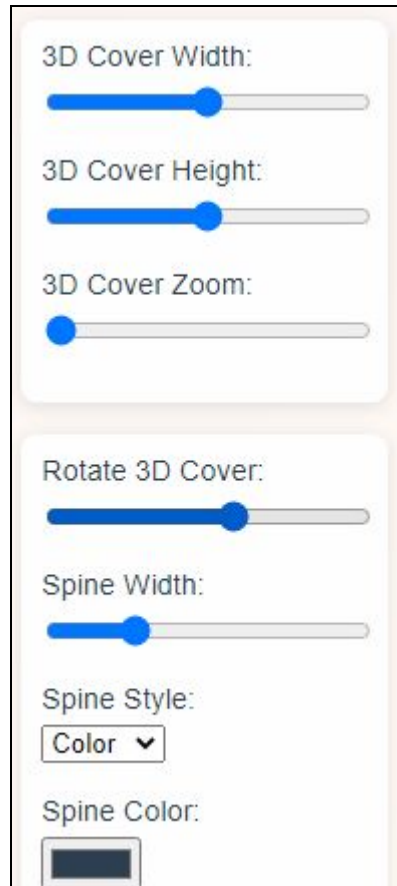 3D Cover Width:
3D Cover Height:
3D Cover Zoom:
Rotate 3D Cover:
Spine Width:
Spine Style:
Color
Spine Color: